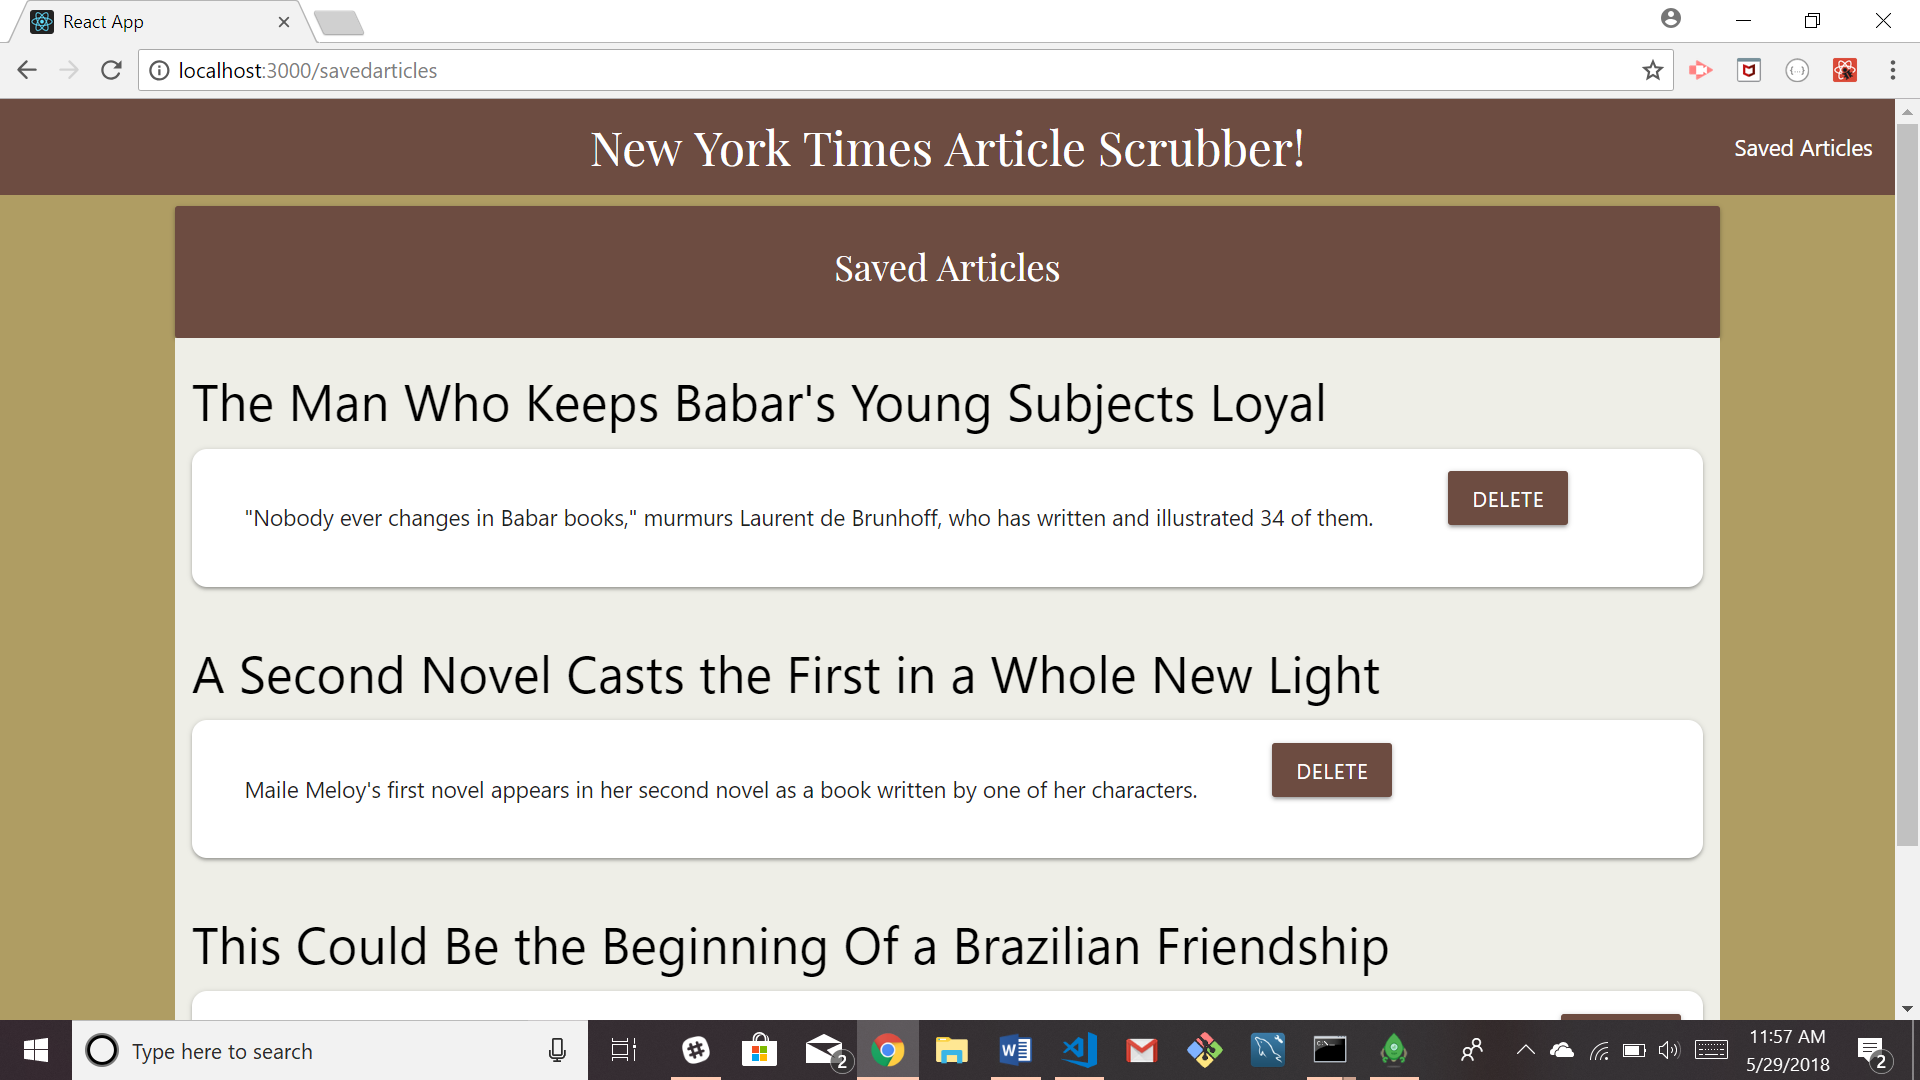 React App
localhost:3000/savedarticles
New York Times Article Scrubber!
Saved Articles
Saved Articles
The Man Who Keeps Babar's Young Subjects Loyal
"Nobody ever changes in Babar books," murmurs Laurent de Brunhoff, who has written and illustrated 34 of them.
DELETE
A Second Novel Casts the First in a Whole New Light
Maile Meloy's first novel appears in her second novel as a book written by one of her characters.
DELETE
This Could Be the Beginning Of a Brazilian Friendship
Type here to search
2
11:57 AM
5/29/2018
2